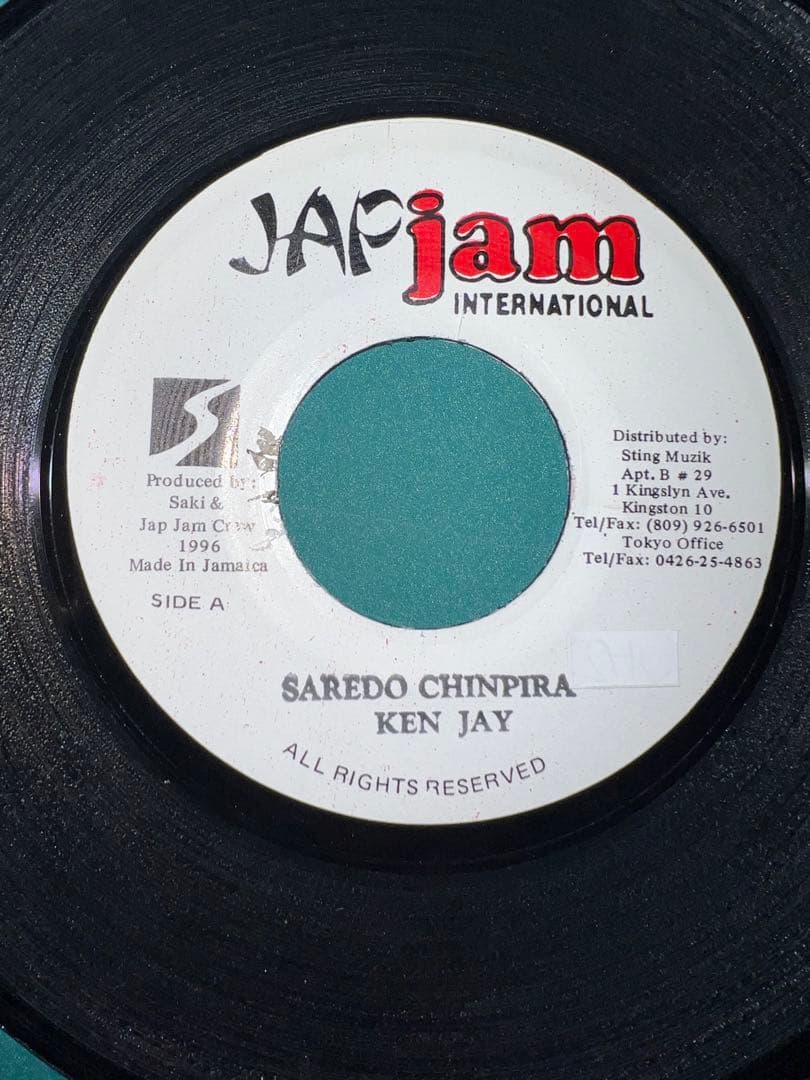 JAPjam
INTERNATIONAL
Produced by:
Saki &
Jap Jam Crew
1996
Made In Jamaica
SIDE A
Distributed by:
Sting Muzik
Apt. B # 29
1 Kingslyn Ave.
Kingston 10
Tel/Fax: (809) 926-6501
Tokyo Office
Tel/Fax: 0426-25-4863
SAREDO CHINPIRA
KEN JAY
ALL RIGHTS RESERVED